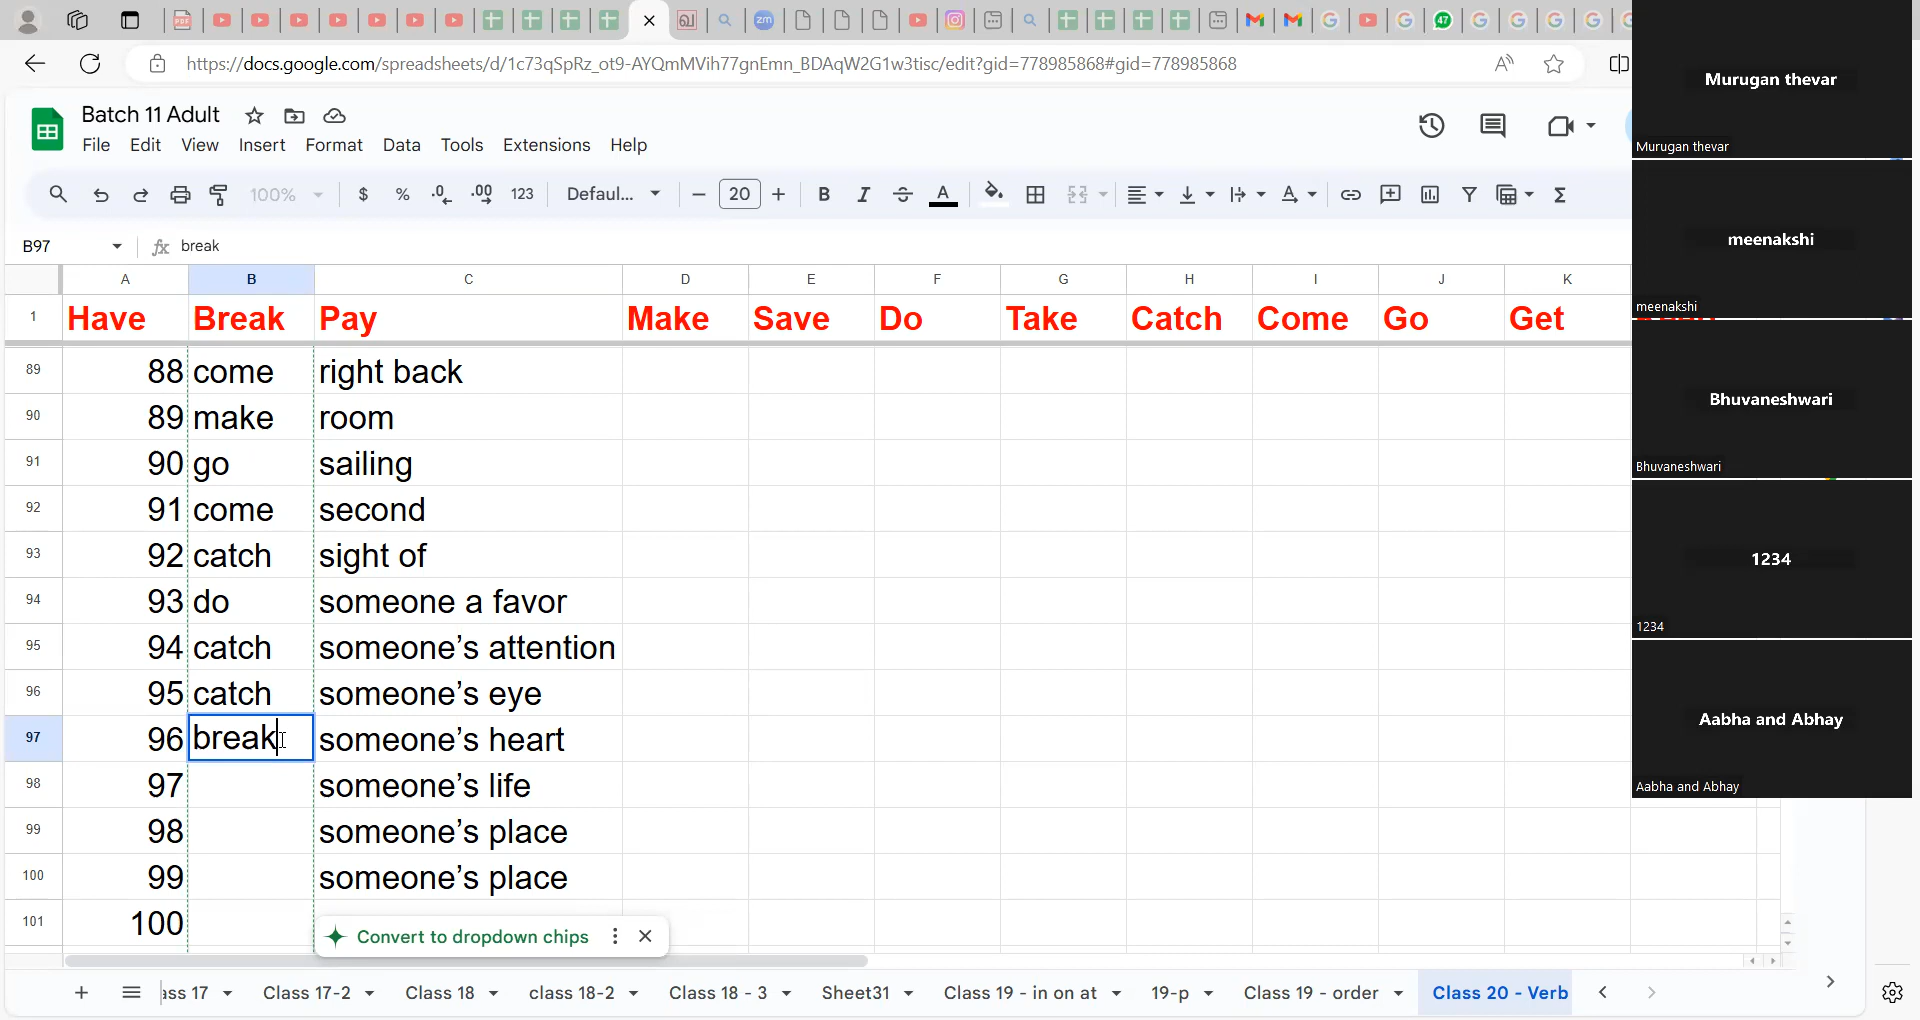 https://docs.google.com/spreadsheets/d/1c73qSpRz_ot9-AYQmMVih77gnEmn_BDAqW2G1w3tisc/edit?gid=778985868#gid=778985868
Batch 11 Adult
File Edit View Insert Format Data Tools Extensions Help
100% $ % .0 .00 123 Defaul... 20 B I A
B97 fx break
A B C D E F G H I J K
1 Have Break Pay Make Save Do Take Catch Come Go Get
89 88 come right back
90 89 make room
91 90 go sailing
92 91 come second
93 92 catch sight of
94 93 do someone a favor
95 94 catch someone’s attention
96 95 catch someone’s eye
97 96 break someone’s heart
98 97 someone’s life
99 98 someone’s place
100 99 someone’s place
101 100
Convert to dropdown chips
ass 17 Class 17-2 Class 18 class 18-2 Class 18 - 3 Sheet31 Class 19 - in on at 19-p Class 19 - order Class 20 - Verb
Murugan thevar
Murugan thevar
meenakshi
meenakshi
Bhuvaneshwari
Bhuvaneshwari
1234
1234
Aabha and Abhay
Aabha and Abhay